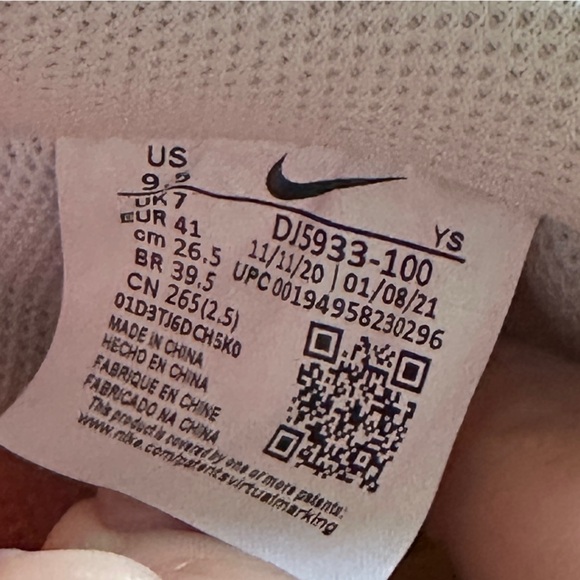 US
9.5
UK 7
EUR 41
cm 26.5
BR 39.5
CN 265(2.5)
01D3TJ6DCH5K0
MADE IN CHINA
HECHO EN CHINA
FABRIQUE EN CHINE
FABRICADO NA CHINA
This product is covered by one or more patents:
www.nike.com/patentsvirtualmarking
YS
DJ5933-100
11/11/20 | 01/08/21
UPC 00194958230296